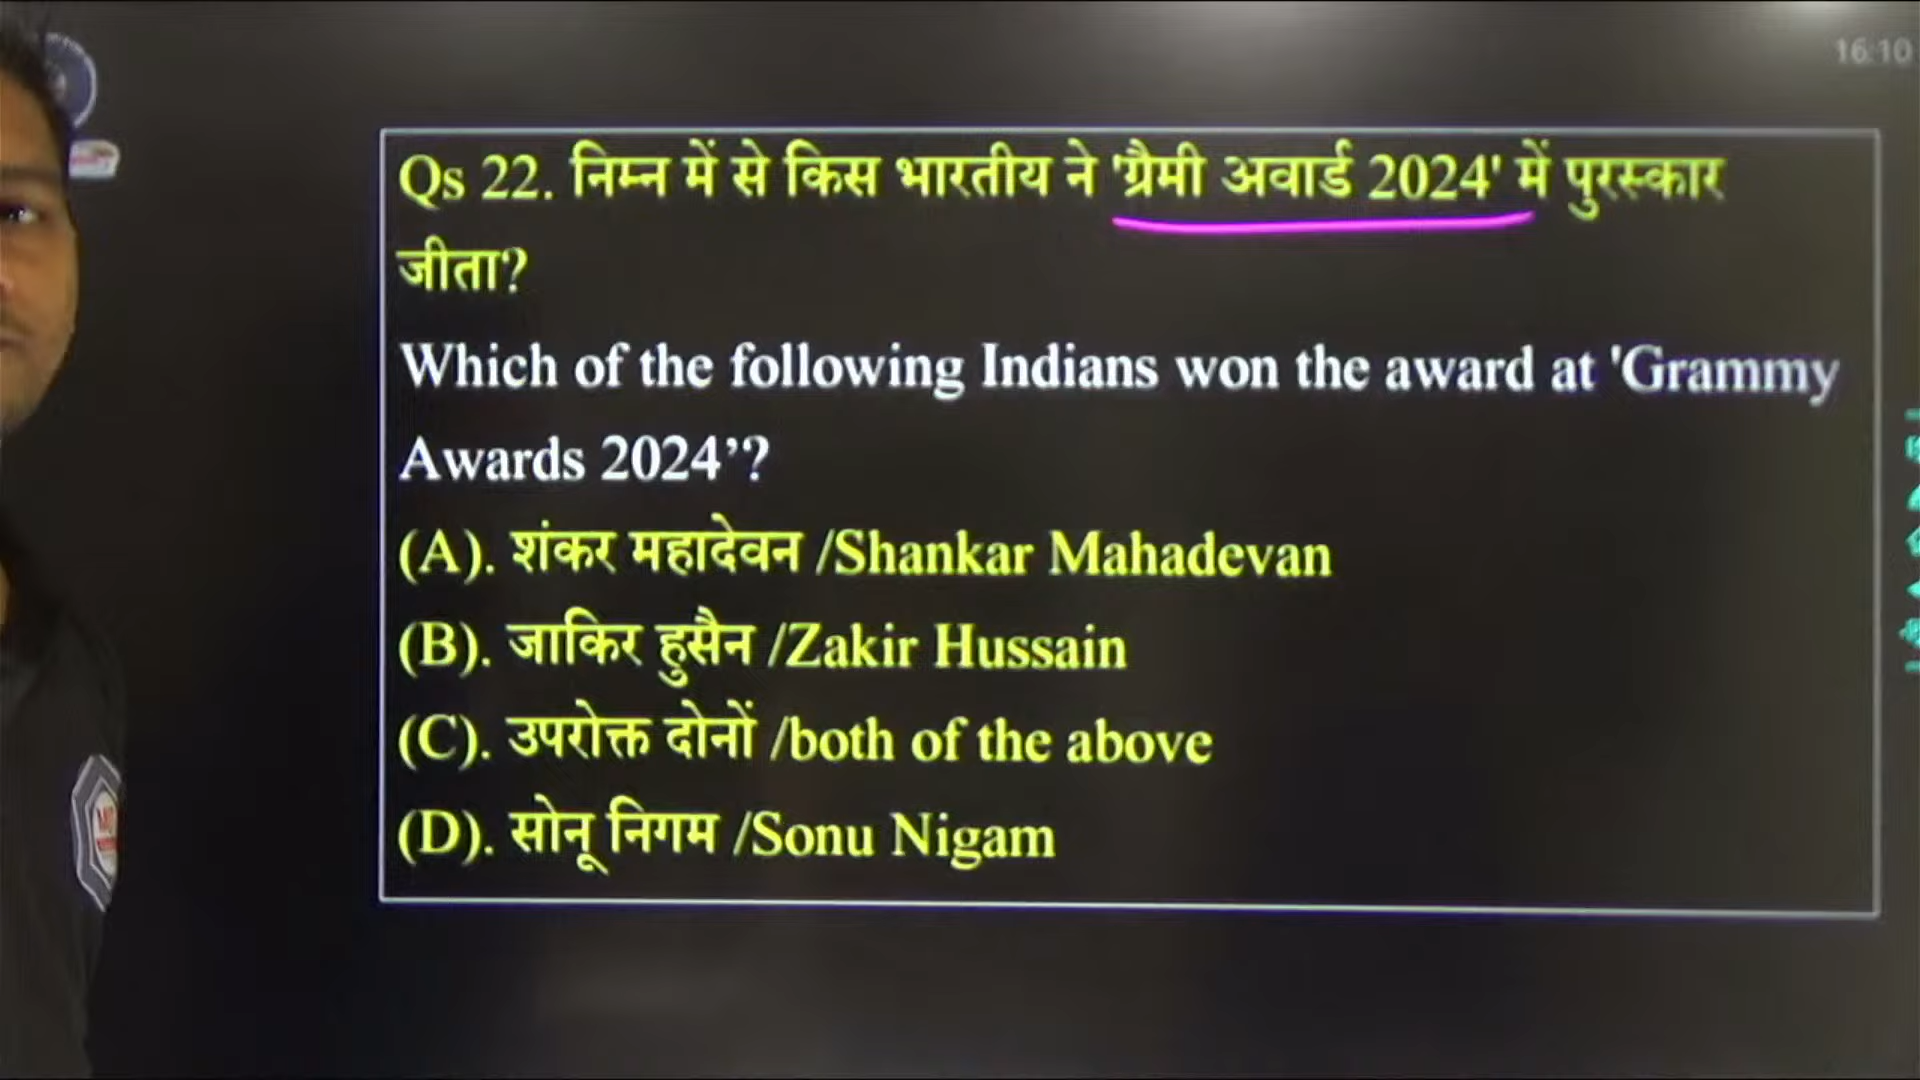 16:10
Qs 22. निम्न में से किस भारतीय ने 'ग्रैमी अवार्ड 2024' में पुरस्कार
जीता?
Which of the following Indians won the award at 'Grammy
Awards 2024’?
(A). शंकर महादेवन /Shankar Mahadevan
(B). जाकिर हुसैन /Zakir Hussain
(C). उपरोक्त दोनों /both of the above
(D). सोनू निगम /Sonu Nigam